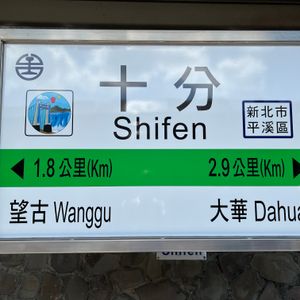 十分
Shifen
新北市
平溪區
◀ 1.8 公里(Km) 2.9 公里(Km) ▶
望古 Wanggu 大華 Dahua
Shifen